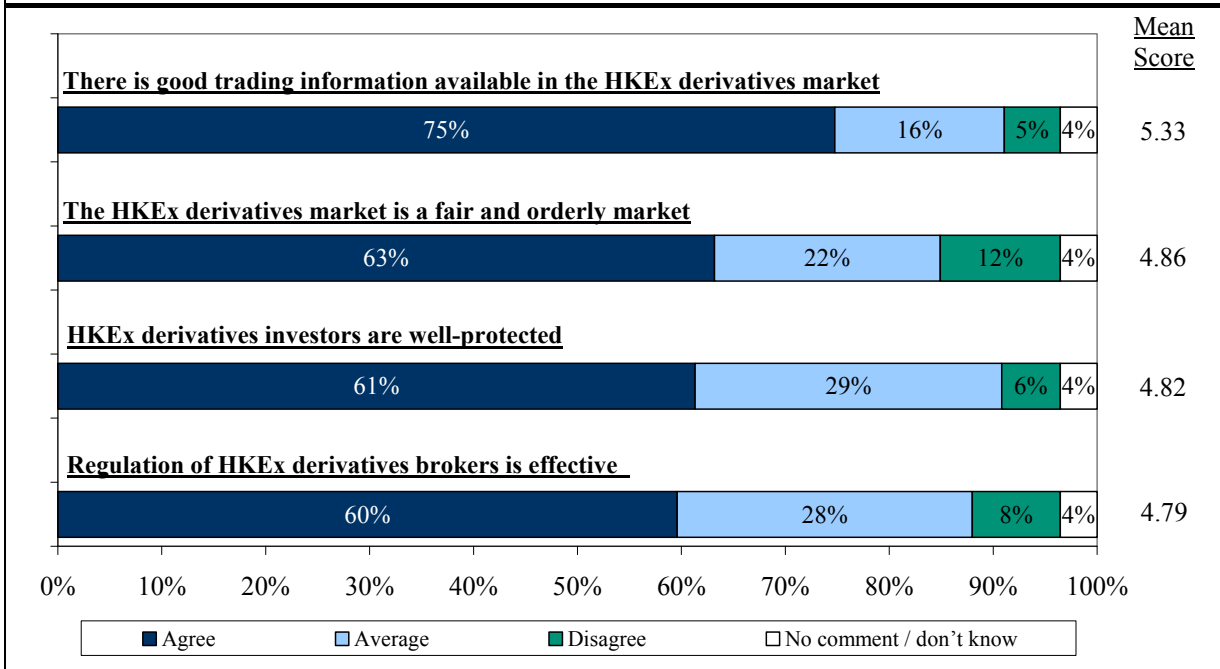 Mean
Score
There is good trading information available in the HKEx derivatives market
75% 16% 5% 4% 5.33
The HKEx derivatives market is a fair and orderly market
63% 22% 12% 4% 4.86
HKEx derivatives investors are well-protected
61% 29% 6% 4% 4.82
Regulation of HKEx derivatives brokers is effective
60% 28% 8% 4% 4.79
0% 10% 20% 30% 40% 50% 60% 70% 80% 90% 100%
Agree Average Disagree No comment / don’t know